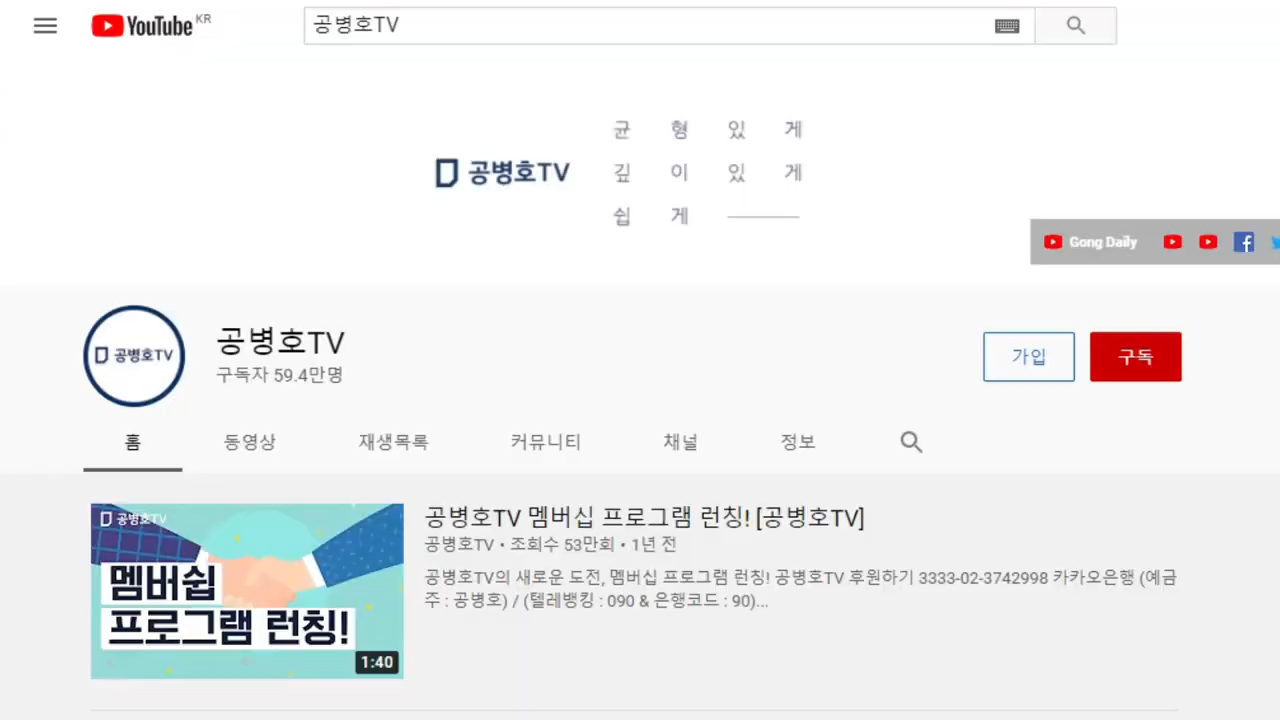 YouTube KR
공병호TV
균 형 있 게
공병호TV
깊 이 있 게
쉽 게
Gong Daily
공병호TV
공병호TV
구독자 59.4만명
가입
구독
홈
동영상
재생목록
커뮤니티
채널
정보
공병호TV
멤버쉽
프로그램 런칭!
1:40
공병호TV 멤버십 프로그램 런칭! [공병호TV]
공병호TV • 조회수 53만회 • 1년 전
공병호TV의 새로운 도전, 멤버십 프로그램 런칭! 공병호TV 후원하기 3333-02-3742998 카카오은행 (예금
주 : 공병호) / (텔레뱅킹 : 090 & 은행코드 : 90)...